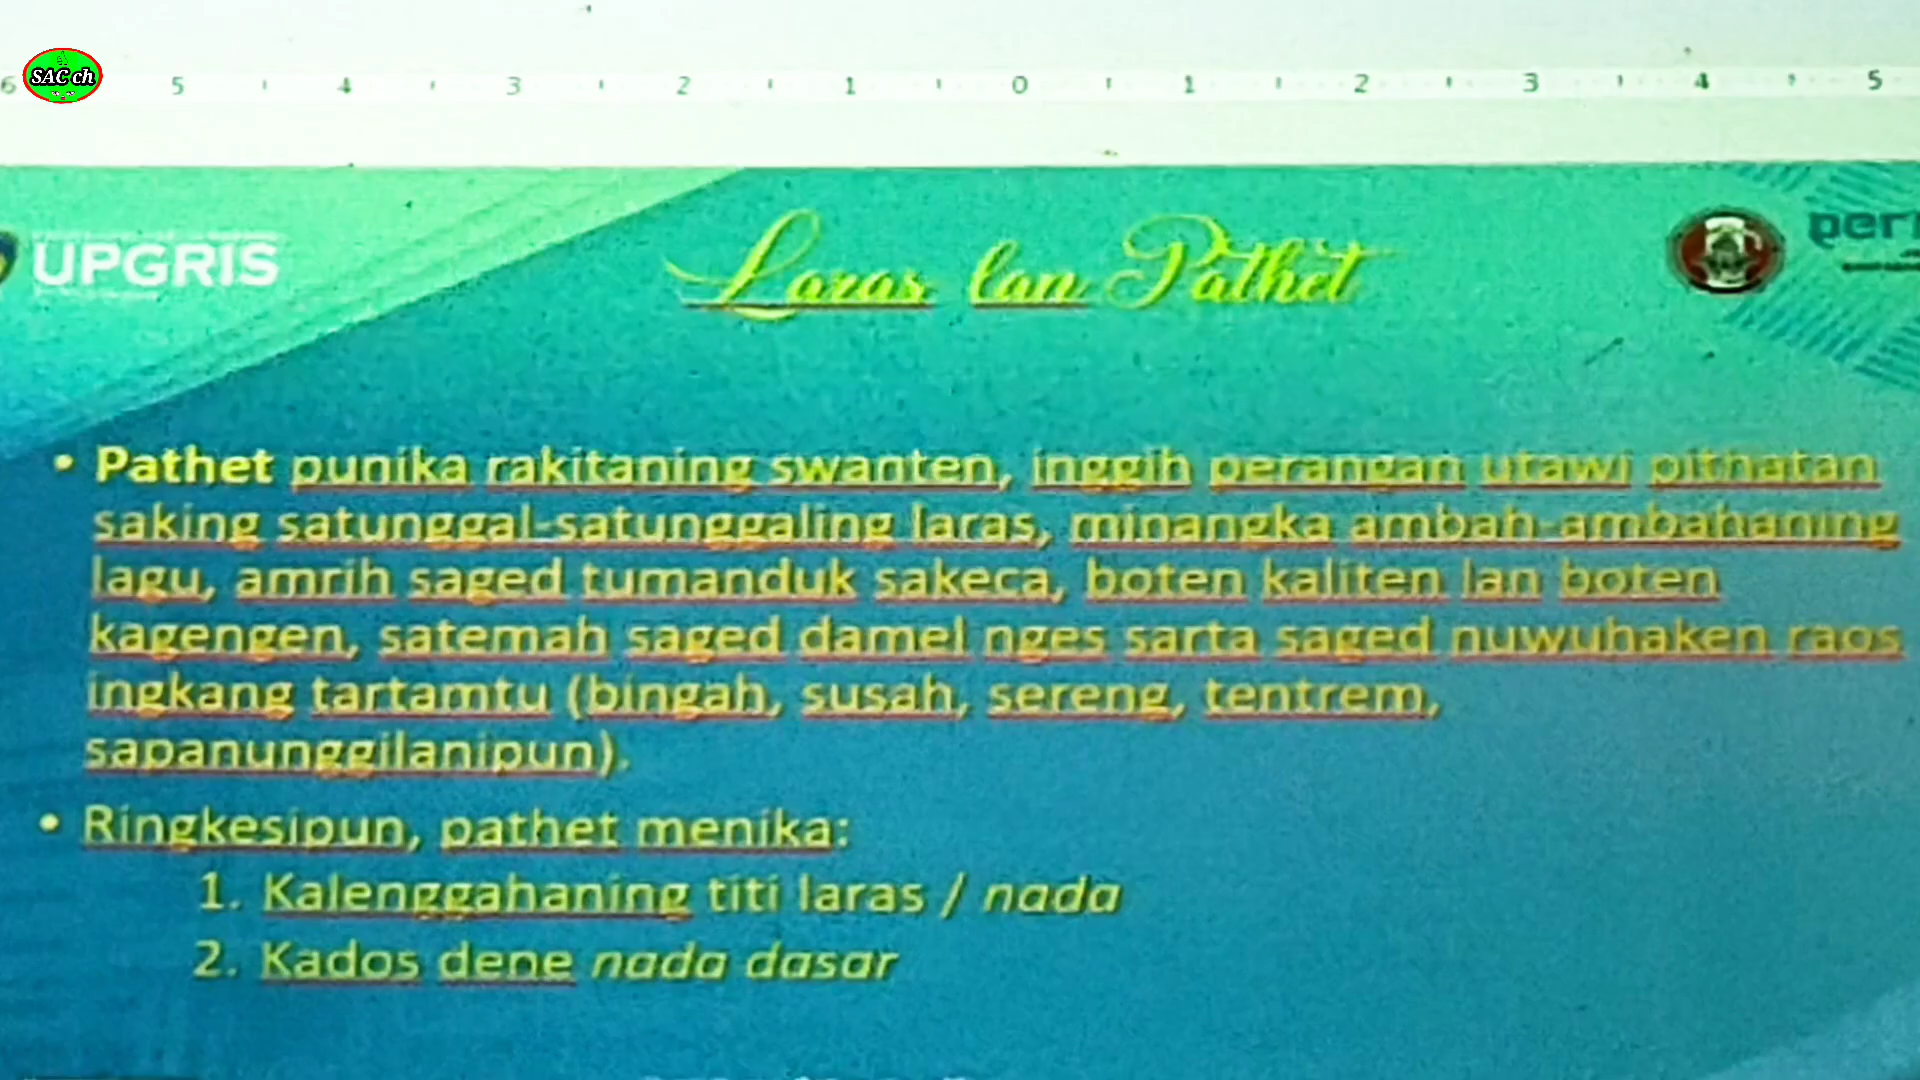 SAC ch
6 5 4 3 2 1 0 1 2 3 4 5
UPGRIS
Laras lan Pathet
• Pathet punika rakitaning swanten, inggih perangan utawi pithatan
saking satunggal-satunggaling laras, minangka ambah-ambahaning
lagu, amrih saged tumanduk sakeca, boten kaliten lan boten
kagengen, satemah saged damel nges sarta saged nuwuhaken raos
ingkang tartamtu (bingah, susah, sereng, tentrem,
sapanunggilanipun).
• Ringkesipun, pathet menika:
1. Kalenggahaning titi laras / nada
2. Kados dene nada dasar